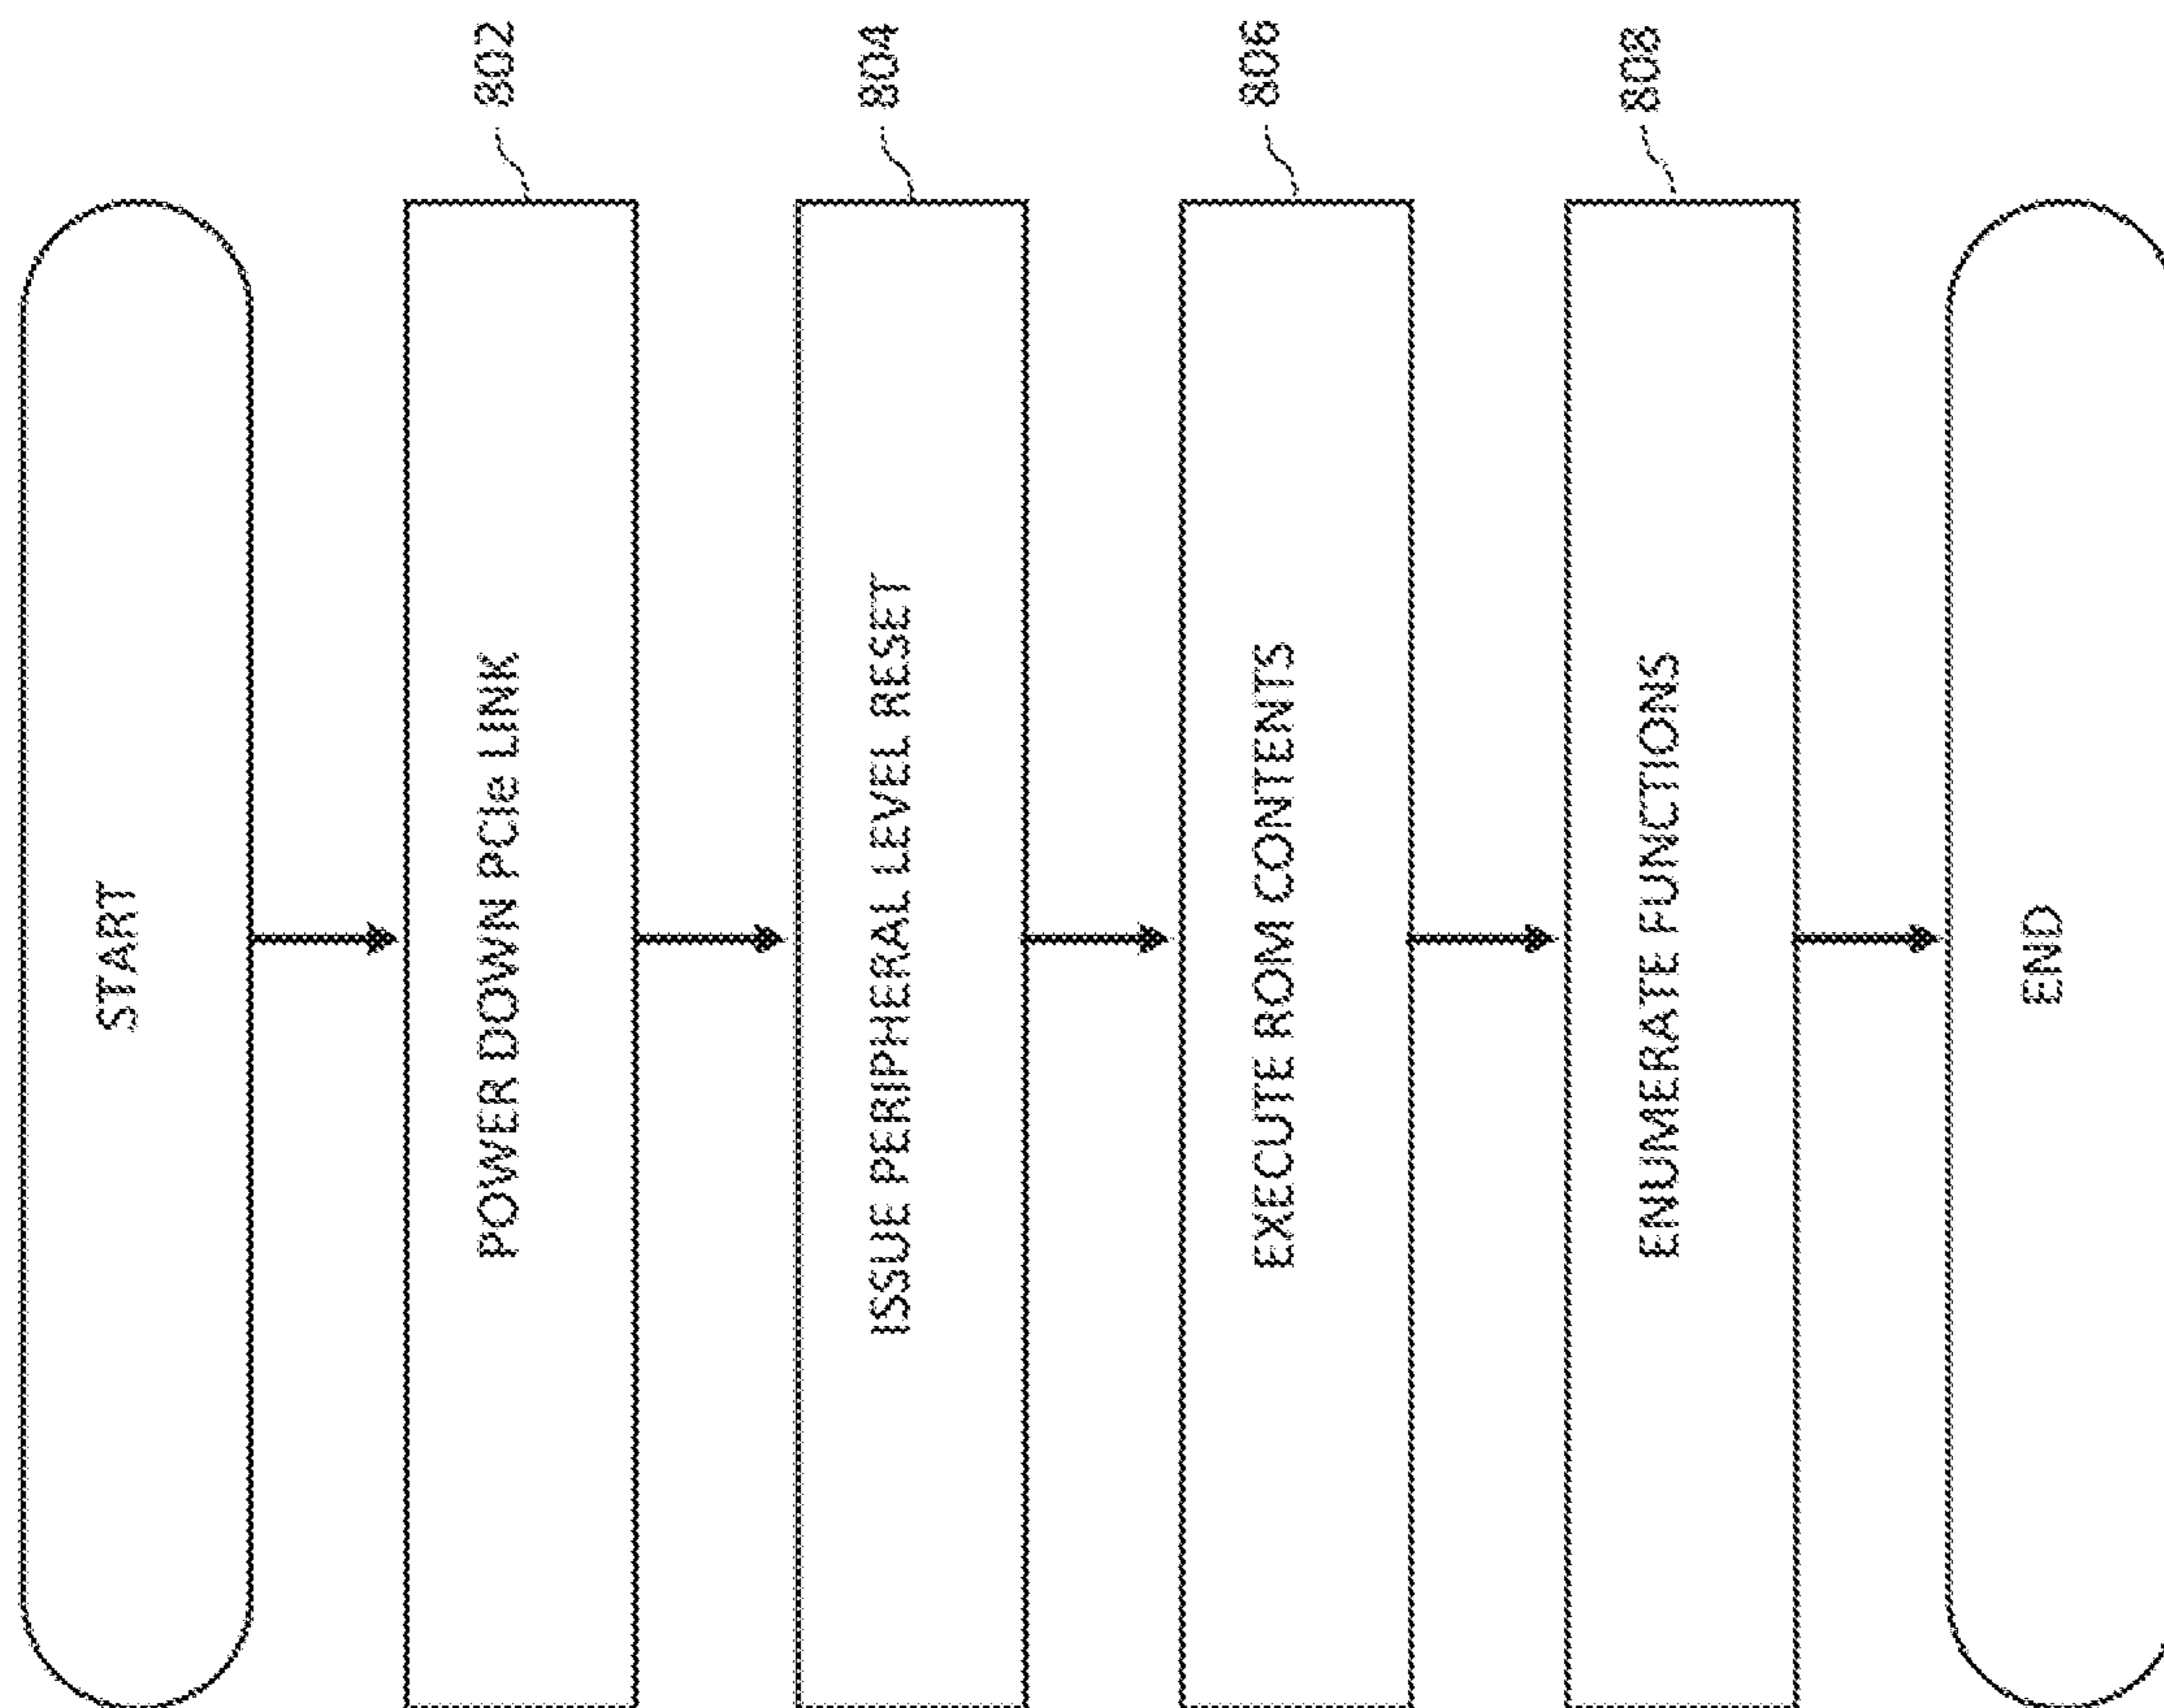 START
POWER DOWN PCIe LINK
802
ISSUE PERIPHERAL LEVEL RESET
804
EXECUTE ROM CONTENTS
806
ENUMERATE FUNCTIONS
808
END